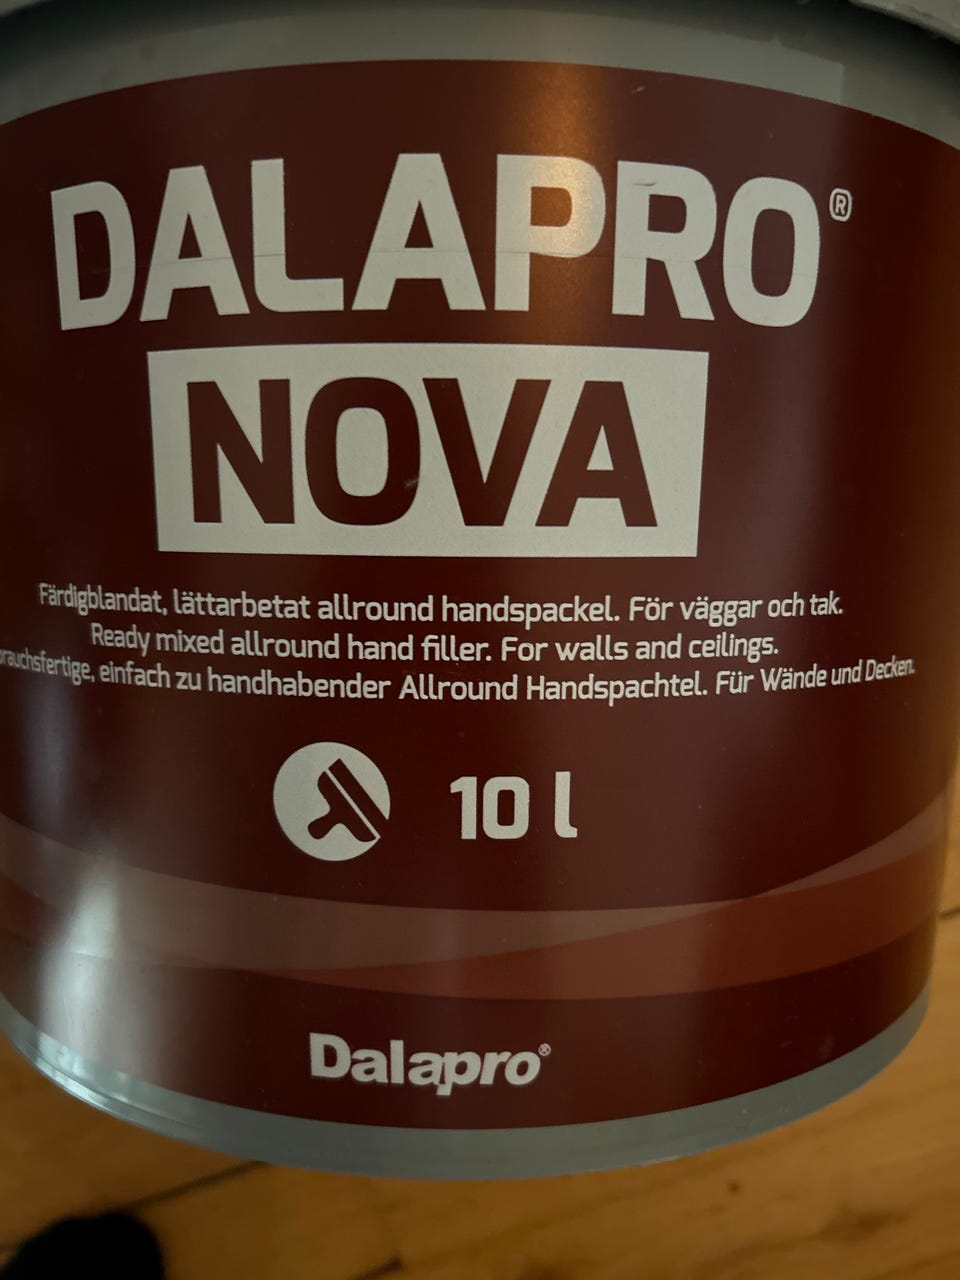 DALAPRO®
NOVA
Färdigblandat, lättarbetat allround handspackel. För väggar och tak.
Ready mixed allround hand filler. For walls and ceilings.
einfach zu handhabender Allround Handspachtel. Für Wände und Decken.
10 l
Dalapro®